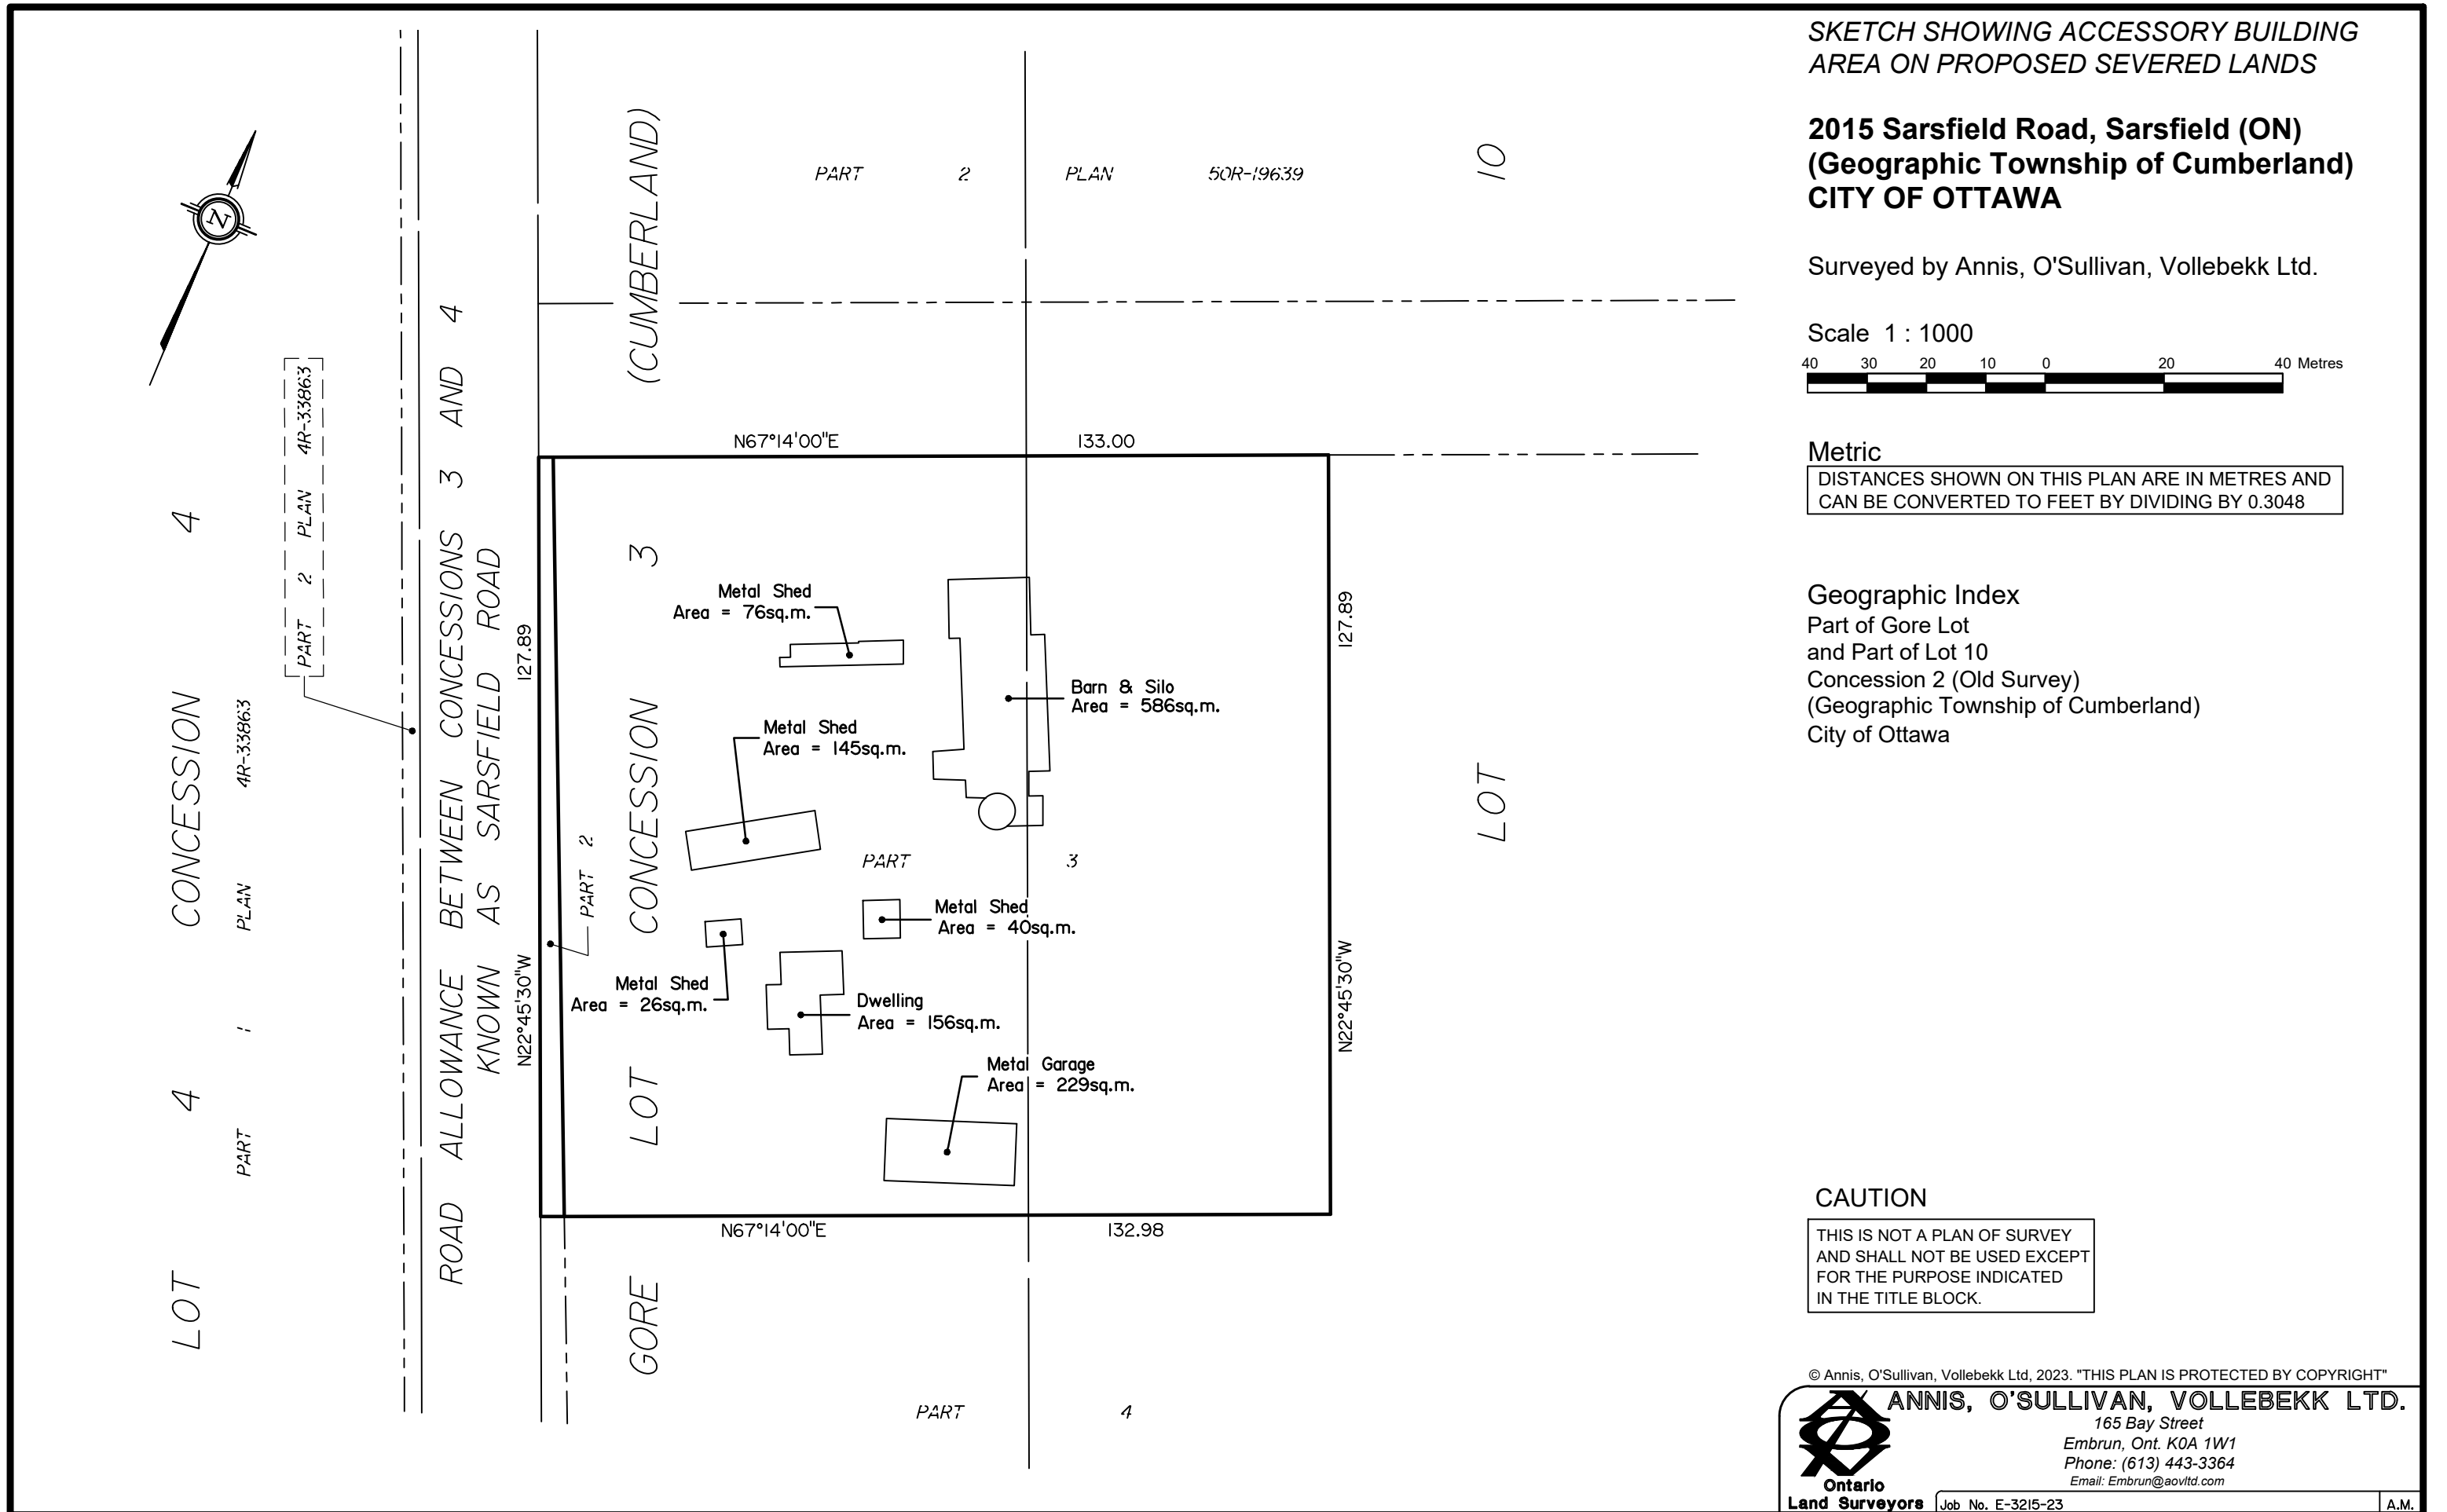 SKETCH SHOWING ACCESSORY BUILDING
AREA ON PROPOSED SEVERED LANDS
2015 Sarsfield Road, Sarsfield (ON)
(Geographic Township of Cumberland)
CITY OF OTTAWA
Surveyed by Annis, O'Sullivan, Vollebekk Ltd.
Scale 1 : 1000
40 30 20 10 0 20 40 Metres
Metric
DISTANCES SHOWN ON THIS PLAN ARE IN METRES AND
CAN BE CONVERTED TO FEET BY DIVIDING BY 0.3048
Geographic Index
Part of Gore Lot
and Part of Lot 10
Concession 2 (Old Survey)
(Geographic Township of Cumberland)
City of Ottawa
CAUTION
THIS IS NOT A PLAN OF SURVEY
AND SHALL NOT BE USED EXCEPT
FOR THE PURPOSE INDICATED
IN THE TITLE BLOCK.
© Annis, O'Sullivan, Vollebekk Ltd, 2023. "THIS PLAN IS PROTECTED BY COPYRIGHT"
ANNIS, O'SULLIVAN, VOLLEBEKK LTD.
165 Bay Street
Embrun, Ont. K0A 1W1
Phone: (613) 443-3364
Email: Embrun@aovltd.com
Ontario
Land Surveyors
Job No. E-3215-23
A.M.
N
LOT 4 CONCESSION 4
PART 1 PLAN 4R-33863
PART 2 PLAN 4R-33863
ROAD ALLOWANCE BETWEEN CONCESSIONS 3 AND 4
KNOWN AS SARSFIELD ROAD
N22°45'30"W 127.89
PART 2
GORE LOT CONCESSION 3 (CUMBERLAND)
PART 2 PLAN 50R-19639
LOT 10
N67°14'00"E 133.00
Metal Shed
Area = 76sq.m.
Barn & Silo
Area = 586sq.m.
Metal Shed
Area = 145sq.m.
PART 3
Metal Shed
Area = 40sq.m.
Metal Shed
Area = 26sq.m.
Dwelling
Area = 156sq.m.
Metal Garage
Area = 229sq.m.
N22°45'30"W 127.89
N67°14'00"E 132.98
PART 4